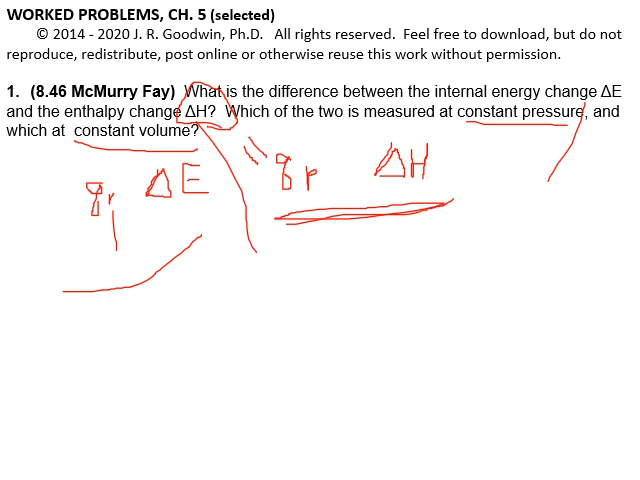 WORKED PROBLEMS, CH. 5 (selected)
© 2014 - 2020 J. R. Goodwin, Ph.D. All rights reserved. Feel free to download, but do not
reproduce, redistribute, post online or otherwise reuse this work without permission.
1. (8.46 McMurry Fay) What is the difference between the internal energy change ΔE
and the enthalpy change ΔH? Which of the two is measured at constant pressure, and
which at constant volume?
ΔE ΔH